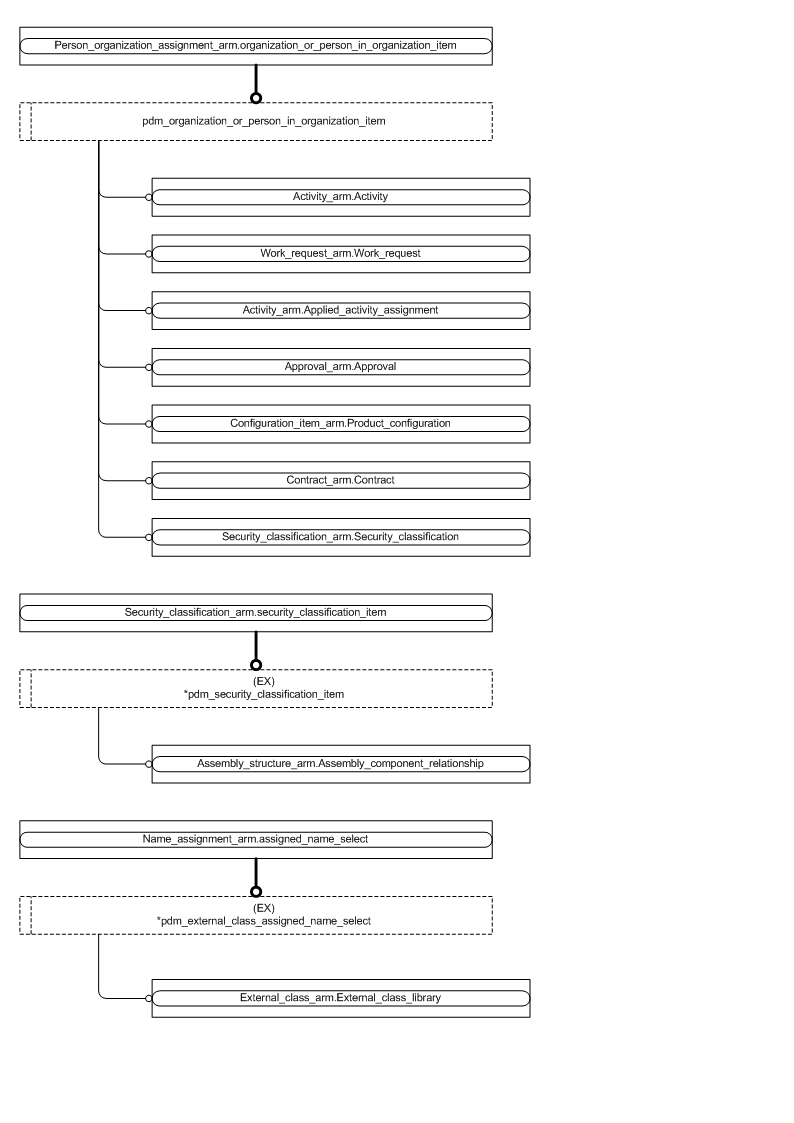 Person_organization_assignment_arm.organization_or_person_in_organization_item
pdm_organization_or_person_in_organization_item
Activity_arm.Activity
Work_request_arm.Work_request
Activity_arm.Applied_activity_assignment
Approval_arm.Approval
Configuration_item_arm.Product_configuration
Contract_arm.Contract
Security_classification_arm.Security_classification
Security_classification_arm.security_classification_item
(EX)
*pdm_security_classification_item
Assembly_structure_arm.Assembly_component_relationship
Name_assignment_arm.assigned_name_select
(EX)
*pdm_external_class_assigned_name_select
External_class_arm.External_class_library